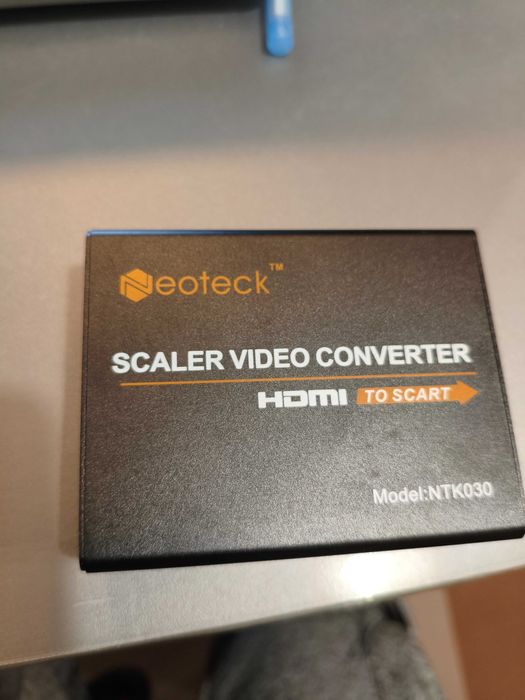 Neoteck™
SCALER VIDEO CONVERTER
HDMI TO SCART
Model:NTK030